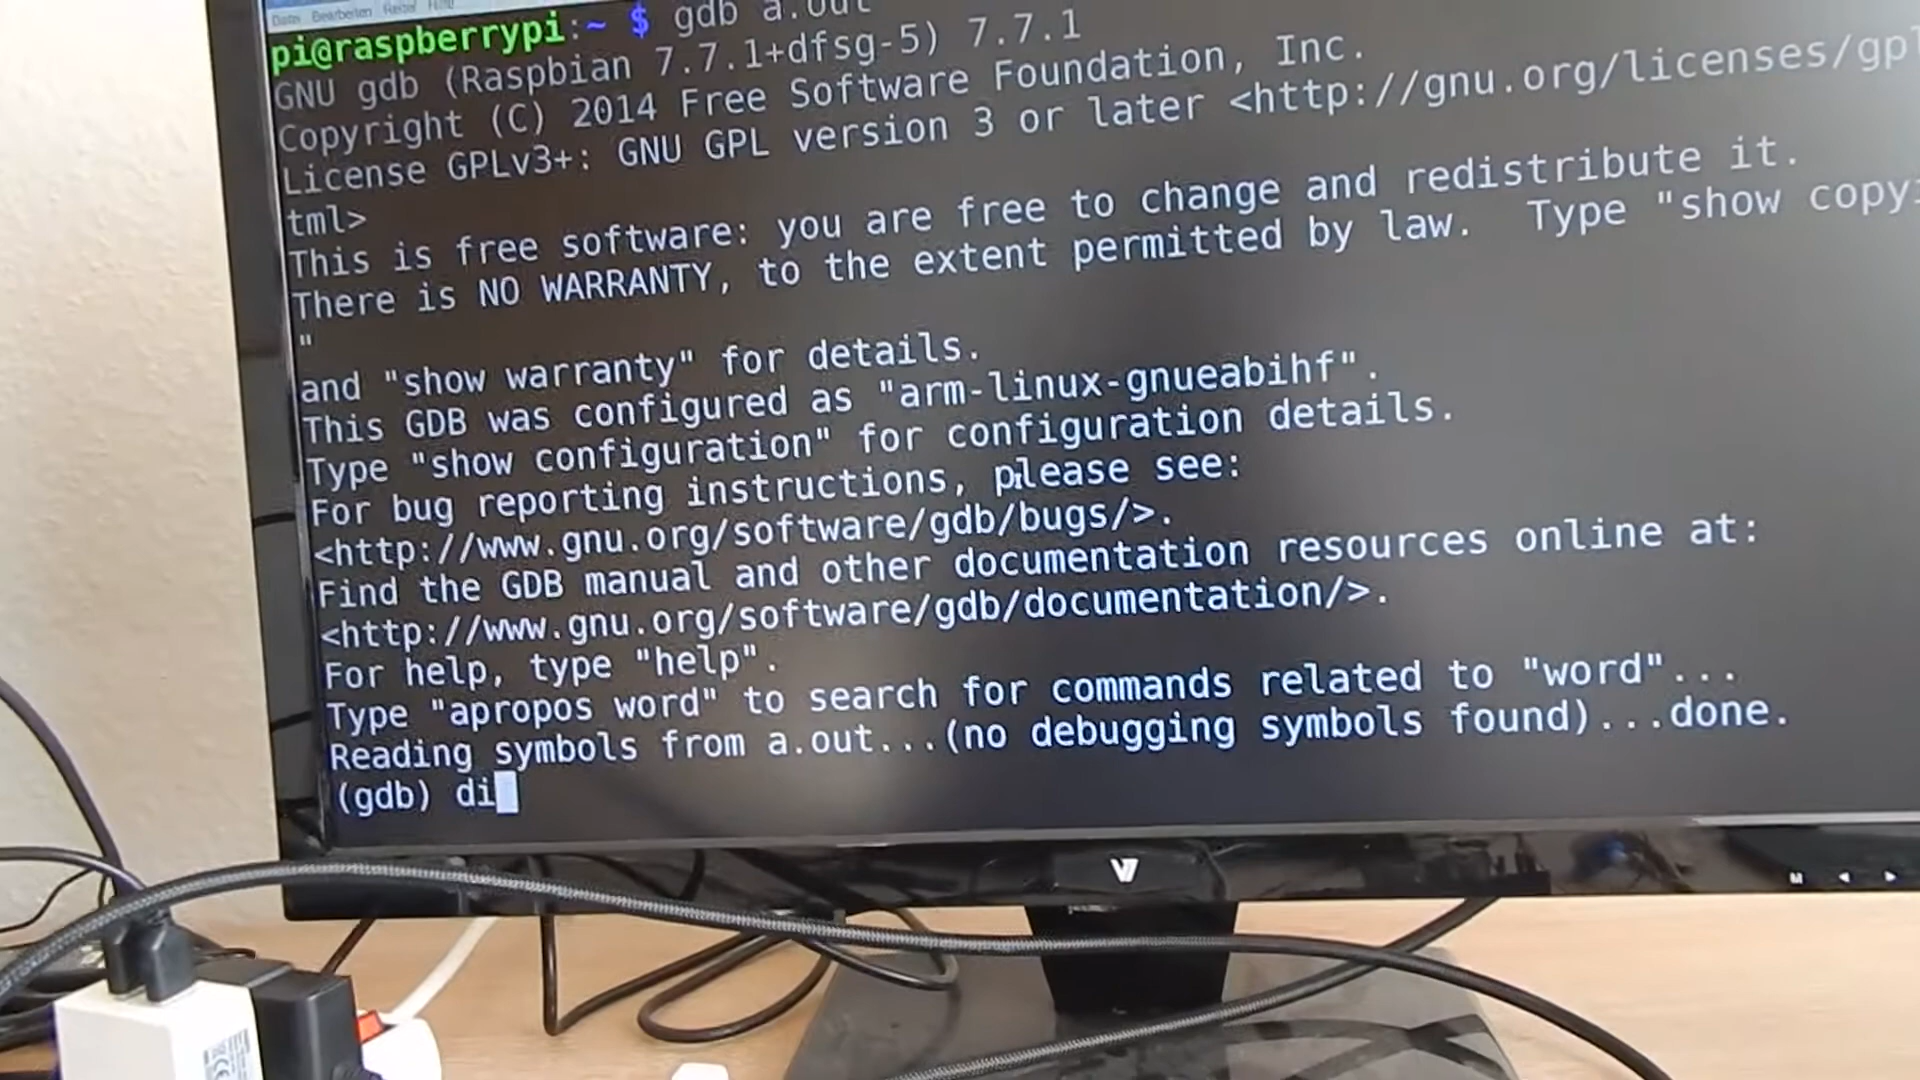 Datei Bearbeiten Reiter Hilfe
pi@raspberrypi:~ $ gdb a.out
GNU gdb (Raspbian 7.7.1+dfsg-5) 7.7.1
Copyright (C) 2014 Free Software Foundation, Inc.
License GPLv3+: GNU GPL version 3 or later <http://gnu.org/licenses/gpl
tml>
This is free software: you are free to change and redistribute it.
There is NO WARRANTY, to the extent permitted by law.  Type "show copyi
"
and "show warranty" for details.
This GDB was configured as "arm-linux-gnueabihf".
Type "show configuration" for configuration details.
For bug reporting instructions, please see:
<http://www.gnu.org/software/gdb/bugs/>.
Find the GDB manual and other documentation resources online at:
<http://www.gnu.org/software/gdb/documentation/>.
For help, type "help".
Type "apropos word" to search for commands related to "word"...
Reading symbols from a.out...(no debugging symbols found)...done.
(gdb) di
M